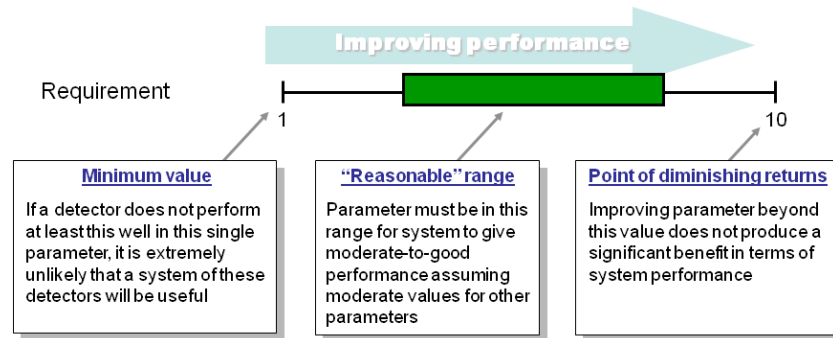 Improving performance
Requirement
1
10
Minimum value
If a detector does not perform
at least this well in this single
parameter, it is extremely
unlikely that a system of these
detectors will be useful
“Reasonable” range
Parameter must be in this
range for system to give
moderate-to-good
performance assuming
moderate values for other
parameters
Point of diminishing returns
Improving parameter beyond
this value does not produce a
significant benefit in terms of
system performance